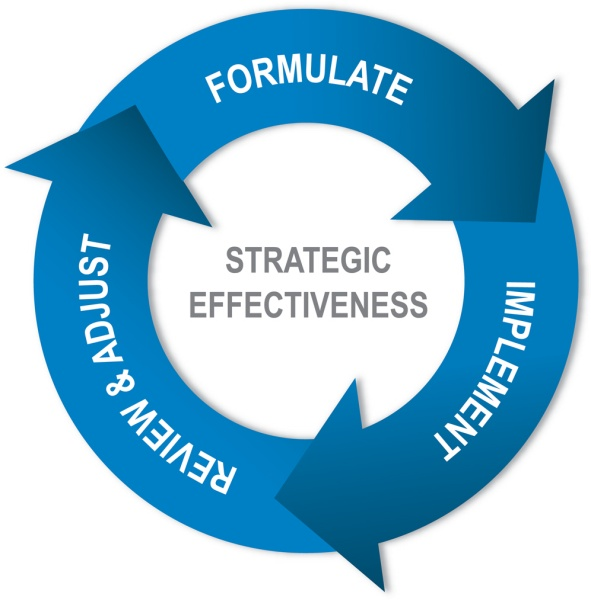 FORMULATE
STRATEGIC
EFFECTIVENESS
IMPLEMENT
REVIEW & ADJUST